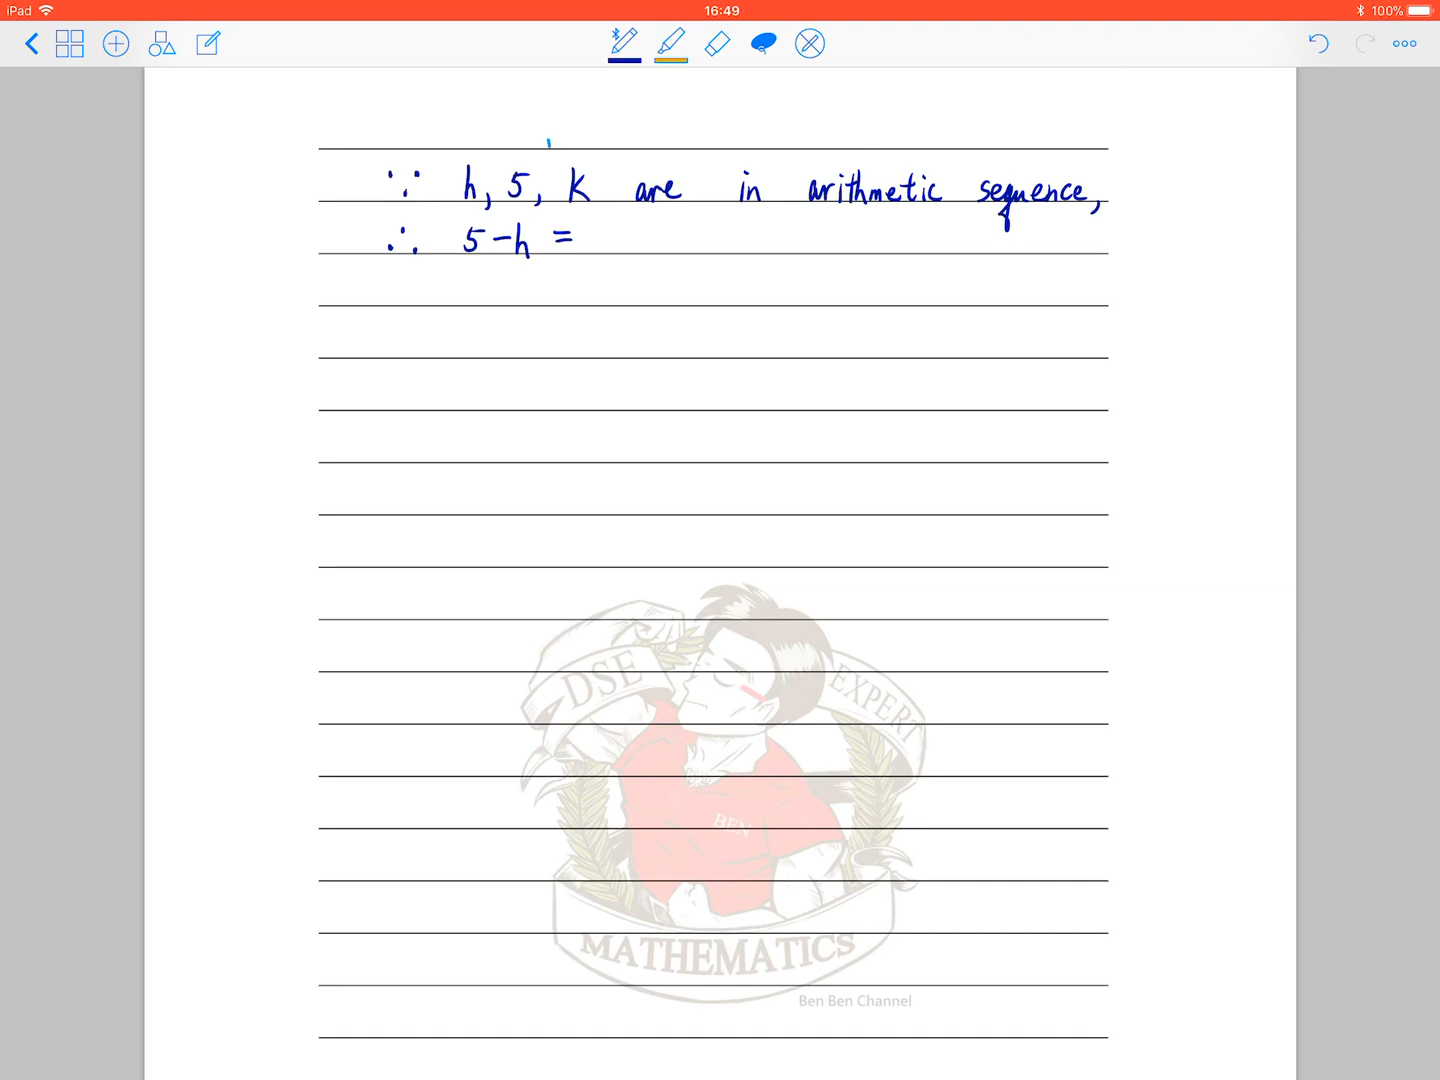 iPad 16:49 100%
∵ h, 5, k are in arithmetic sequence,
∴ 5 - h =
DSE EXPERT
BEN
MATHEMATICS
Ben Ben Channel